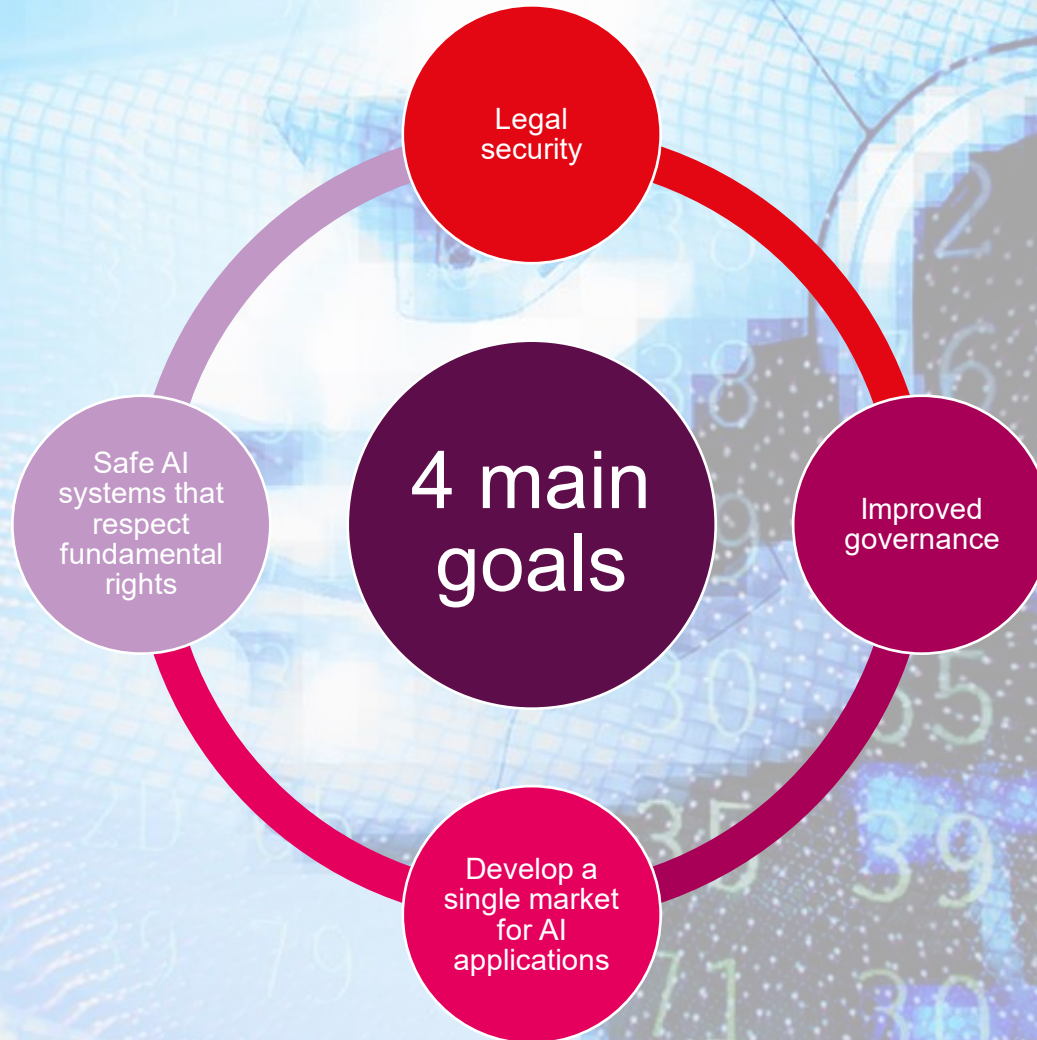 Legal
security
Safe AI
systems that
respect
fundamental
rights
4 main
goals
Improved
governance
Develop a
single market
for AI
applications